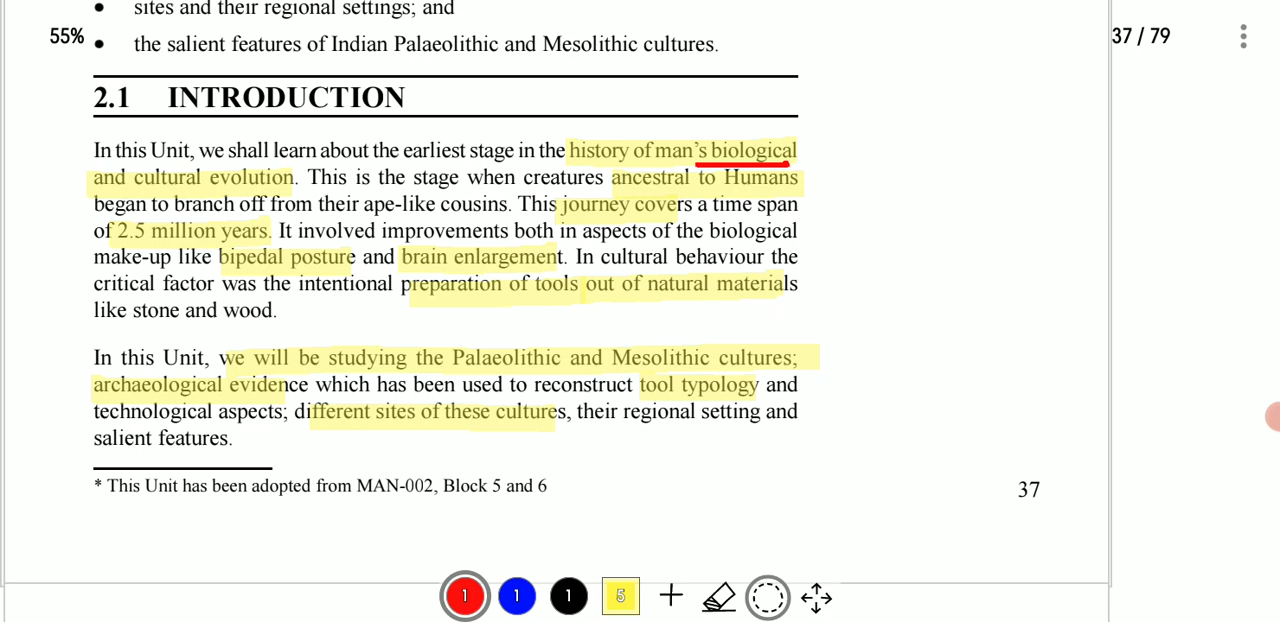 sites and their regional settings; and
55%
37 / 79
• the salient features of Indian Palaeolithic and Mesolithic cultures.
2.1 INTRODUCTION
In this Unit, we shall learn about the earliest stage in the history of man's biological
and cultural evolution. This is the stage when creatures ancestral to Humans
began to branch off from their ape-like cousins. This journey covers a time span
of 2.5 million years. It involved improvements both in aspects of the biological
make-up like bipedal posture and brain enlargement. In cultural behaviour the
critical factor was the intentional preparation of tools out of natural materials
like stone and wood.
In this Unit, we will be studying the Palaeolithic and Mesolithic cultures;
archaeological evidence which has been used to reconstruct tool typology and
technological aspects; different sites of these cultures, their regional setting and
salient features.
* This Unit has been adopted from MAN-002, Block 5 and 6
37
1 1 1 5